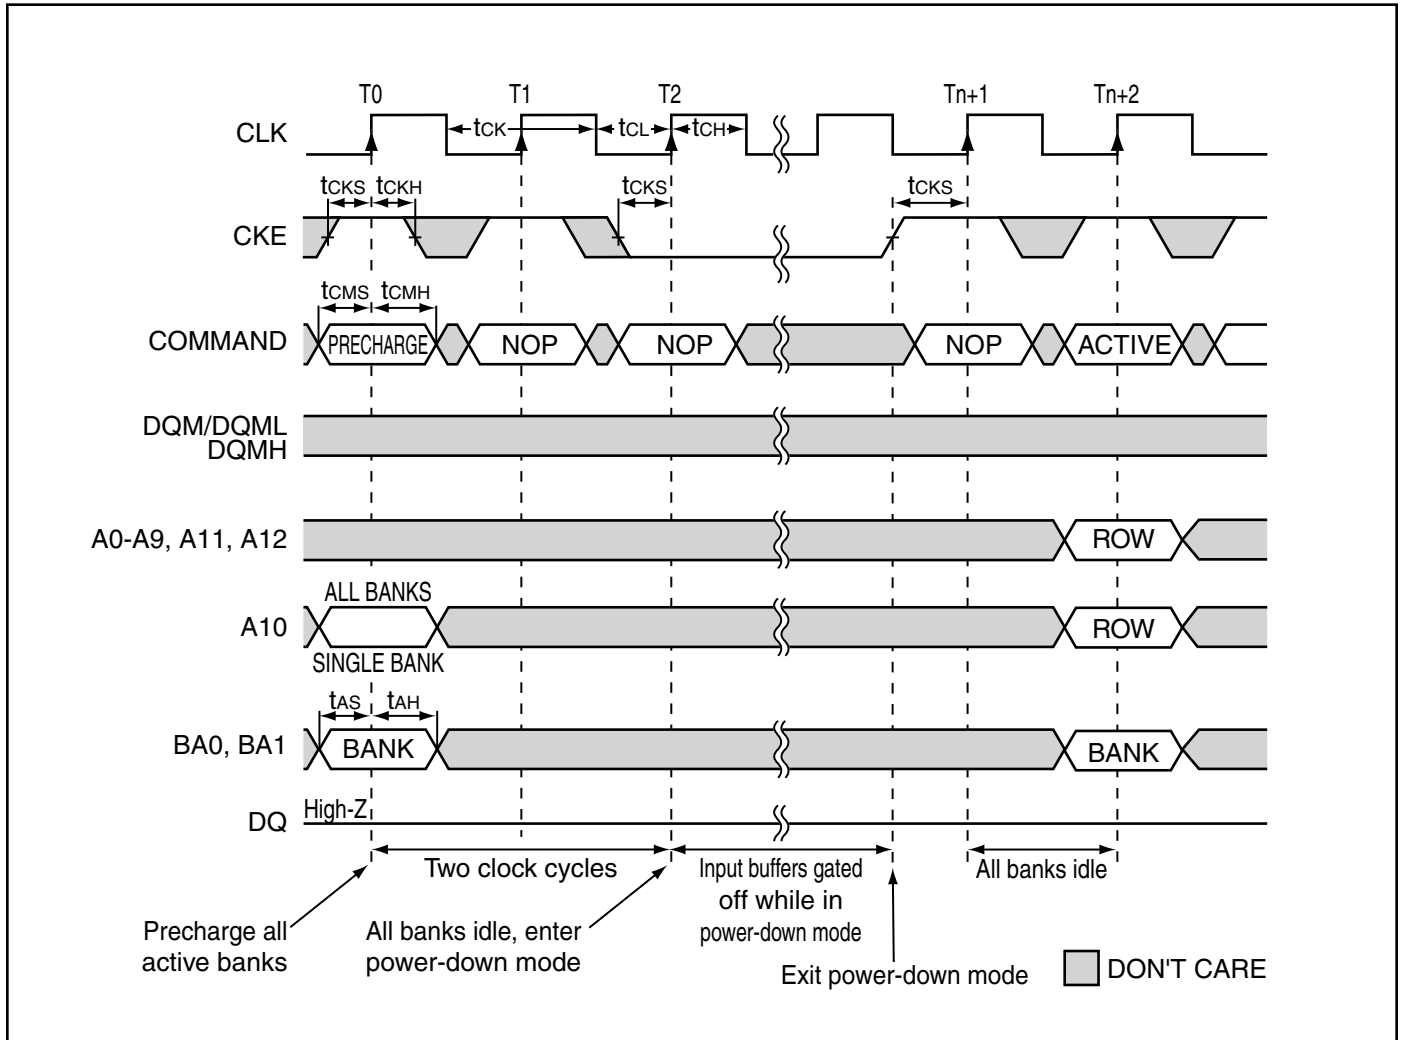 T0 T1 T2 Tn+1 Tn+2
CLK tCK tCL tCH
tCKS tCKH tCKS tCKS
CKE
tCMS tCMH
COMMAND PRECHARGE NOP NOP NOP ACTIVE
DQM/DQML
DQMH
A0-A9, A11, A12 ROW
ALL BANKS
A10 ROW
SINGLE BANK
tAS tAH
BA0, BA1 BANK BANK
DQ High-Z
Two clock cycles
Input buffers gated
off while in
power-down mode
All banks idle
Precharge all
active banks
All banks idle, enter
power-down mode
Exit power-down mode
DON'T CARE